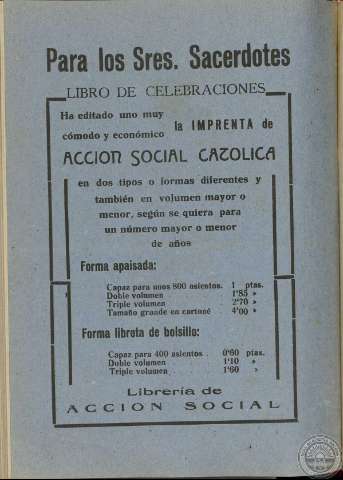 Para los Sres. Sacerdotes
LIBRO DE CELEBRACIONES
Ha editado uno muy
cómodo y económico la IMPRENTA de
ACCION SOCIAL CAZOLICA
en dos tipos o formas diferentes y
también en volumen mayor o
menor, según se quiera para
un número mayor o menor
de años
Forma apaisada:
Capaz para unos 800 asientos. 1 ptas.
Doble volumen 1'85 »
Triple volumen 2'70 »
Tamaño grande en cartoné 4'00 »
Forma libreta de bolsillo:
Capaz para 400 asientos . 0'60 ptas.
Doble volumen 1'10 »
Triple volumen 1'60 »
Librería de
ACCION SOCIAL